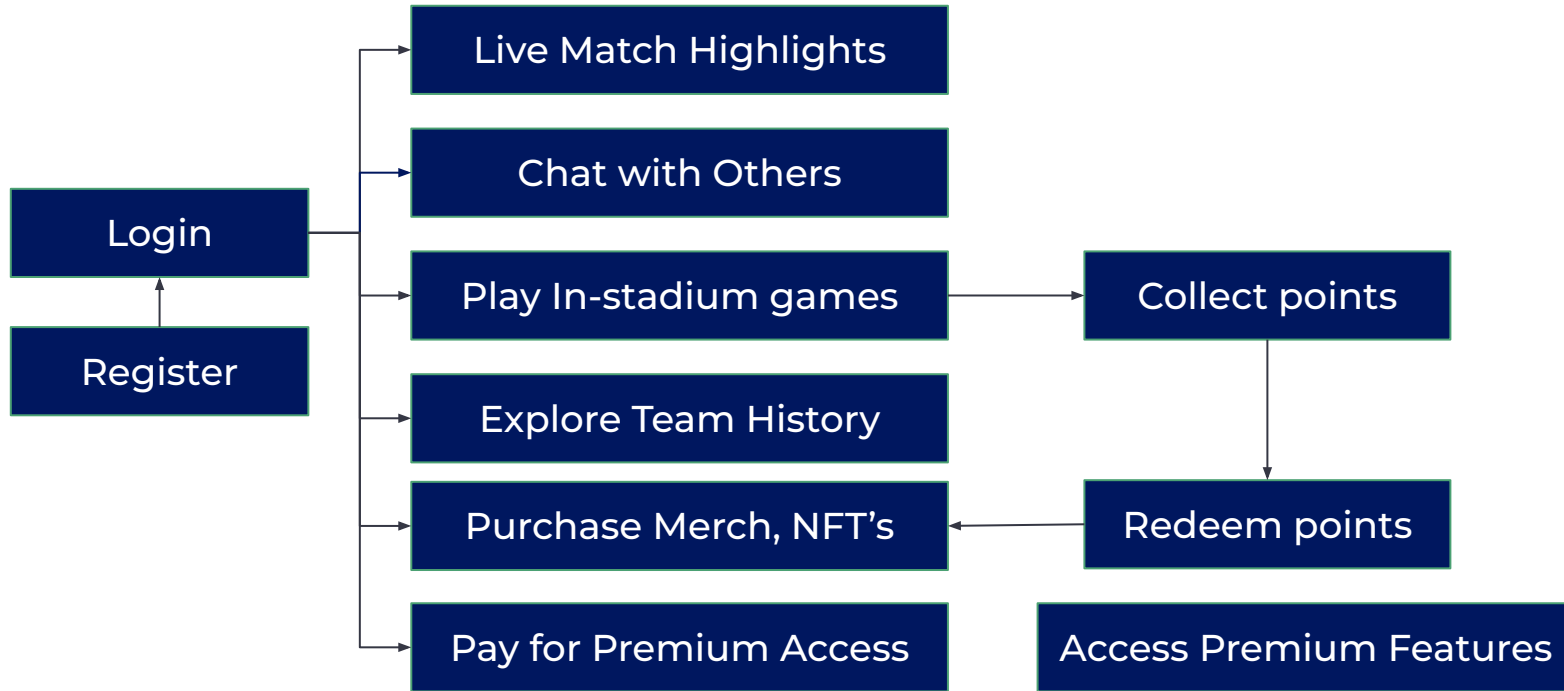 Live Match Highlights
Chat with Others
Login
Play In-stadium games
Collect points
Register
Explore Team History
Purchase Merch, NFT’s
Redeem points
Pay for Premium Access
Access Premium Features